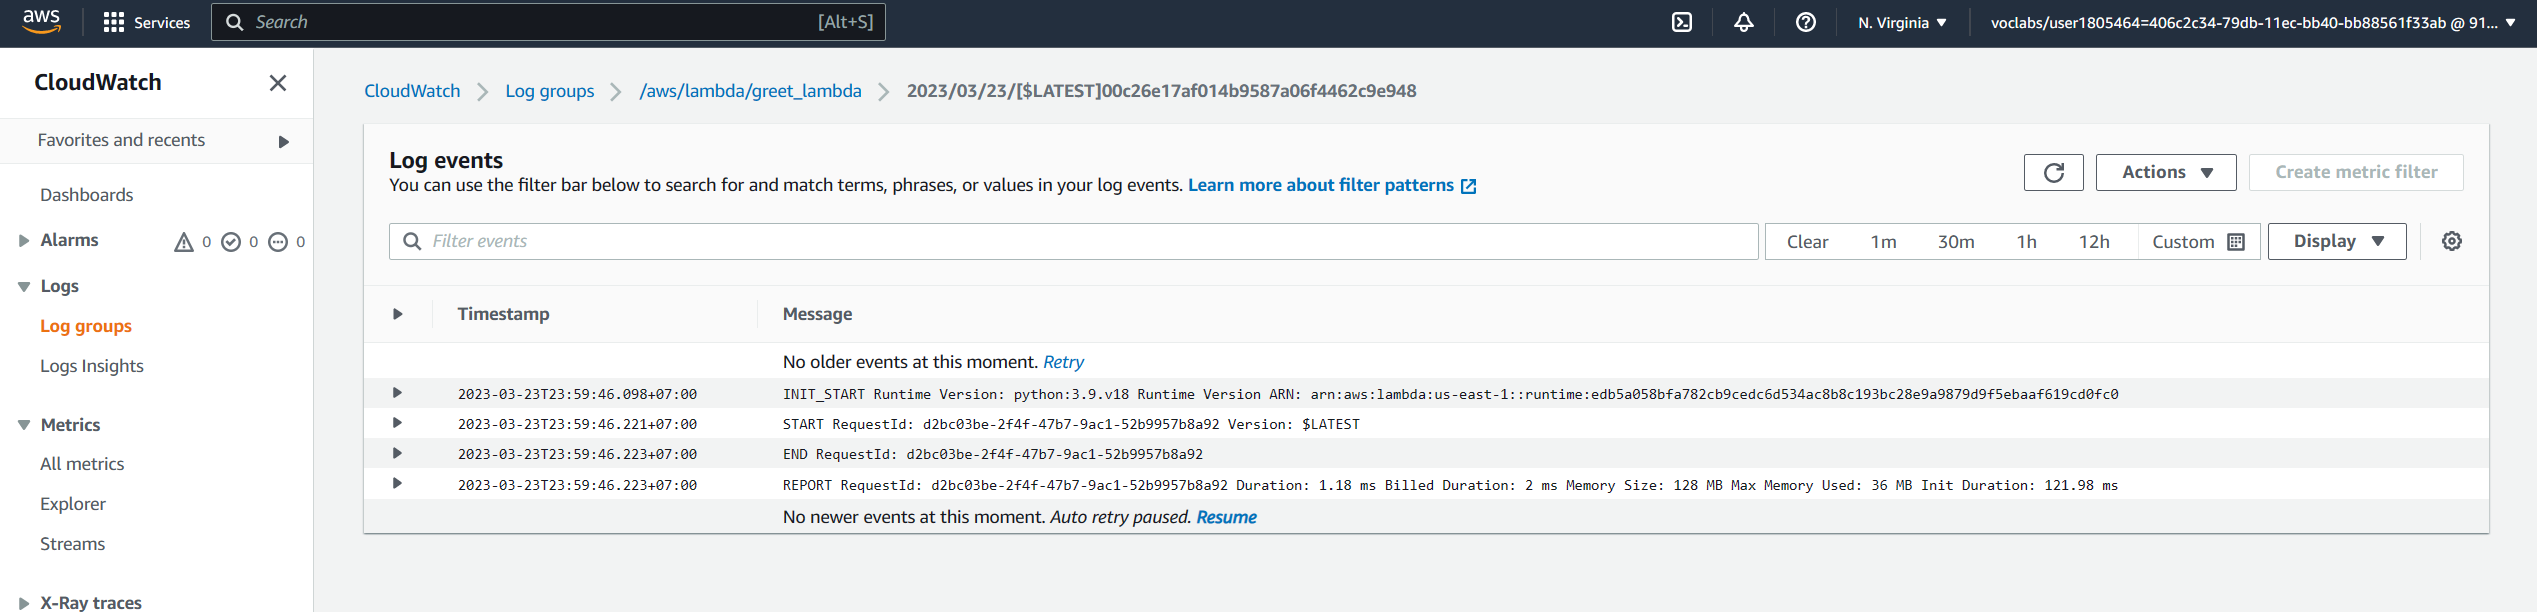 aws
Services
Search
[Alt+S]
N. Virginia
voclabs/user1805464=406c2c34-79db-11ec-bb40-bb88561f33ab @ 91...
CloudWatch
Favorites and recents
Dashboards
Alarms 0 0 0
Logs
Log groups
Logs Insights
Metrics
All metrics
Explorer
Streams
X-Ray traces
CloudWatch > Log groups > /aws/lambda/greet_lambda > 2023/03/23/[$LATEST]00c26e17af014b9587a06f4462c9e948
Log events
You can use the filter bar below to search for and match terms, phrases, or values in your log events. Learn more about filter patterns
Actions
Create metric filter
Filter events
Clear 1m 30m 1h 12h Custom
Display
Timestamp Message
No older events at this moment. Retry
2023-03-23T23:59:46.098+07:00 INIT_START Runtime Version: python:3.9.v18 Runtime Version ARN: arn:aws:lambda:us-east-1::runtime:edb5a058bfa782cb9cedc6d534ac8b8c193bc28e9a9879d9f5ebaaf619cd0fc0
2023-03-23T23:59:46.221+07:00 START RequestId: d2bc03be-2f4f-47b7-9ac1-52b9957b8a92 Version: $LATEST
2023-03-23T23:59:46.223+07:00 END RequestId: d2bc03be-2f4f-47b7-9ac1-52b9957b8a92
2023-03-23T23:59:46.223+07:00 REPORT RequestId: d2bc03be-2f4f-47b7-9ac1-52b9957b8a92 Duration: 1.18 ms Billed Duration: 2 ms Memory Size: 128 MB Max Memory Used: 36 MB Init Duration: 121.98 ms
No newer events at this moment. Auto retry paused. Resume